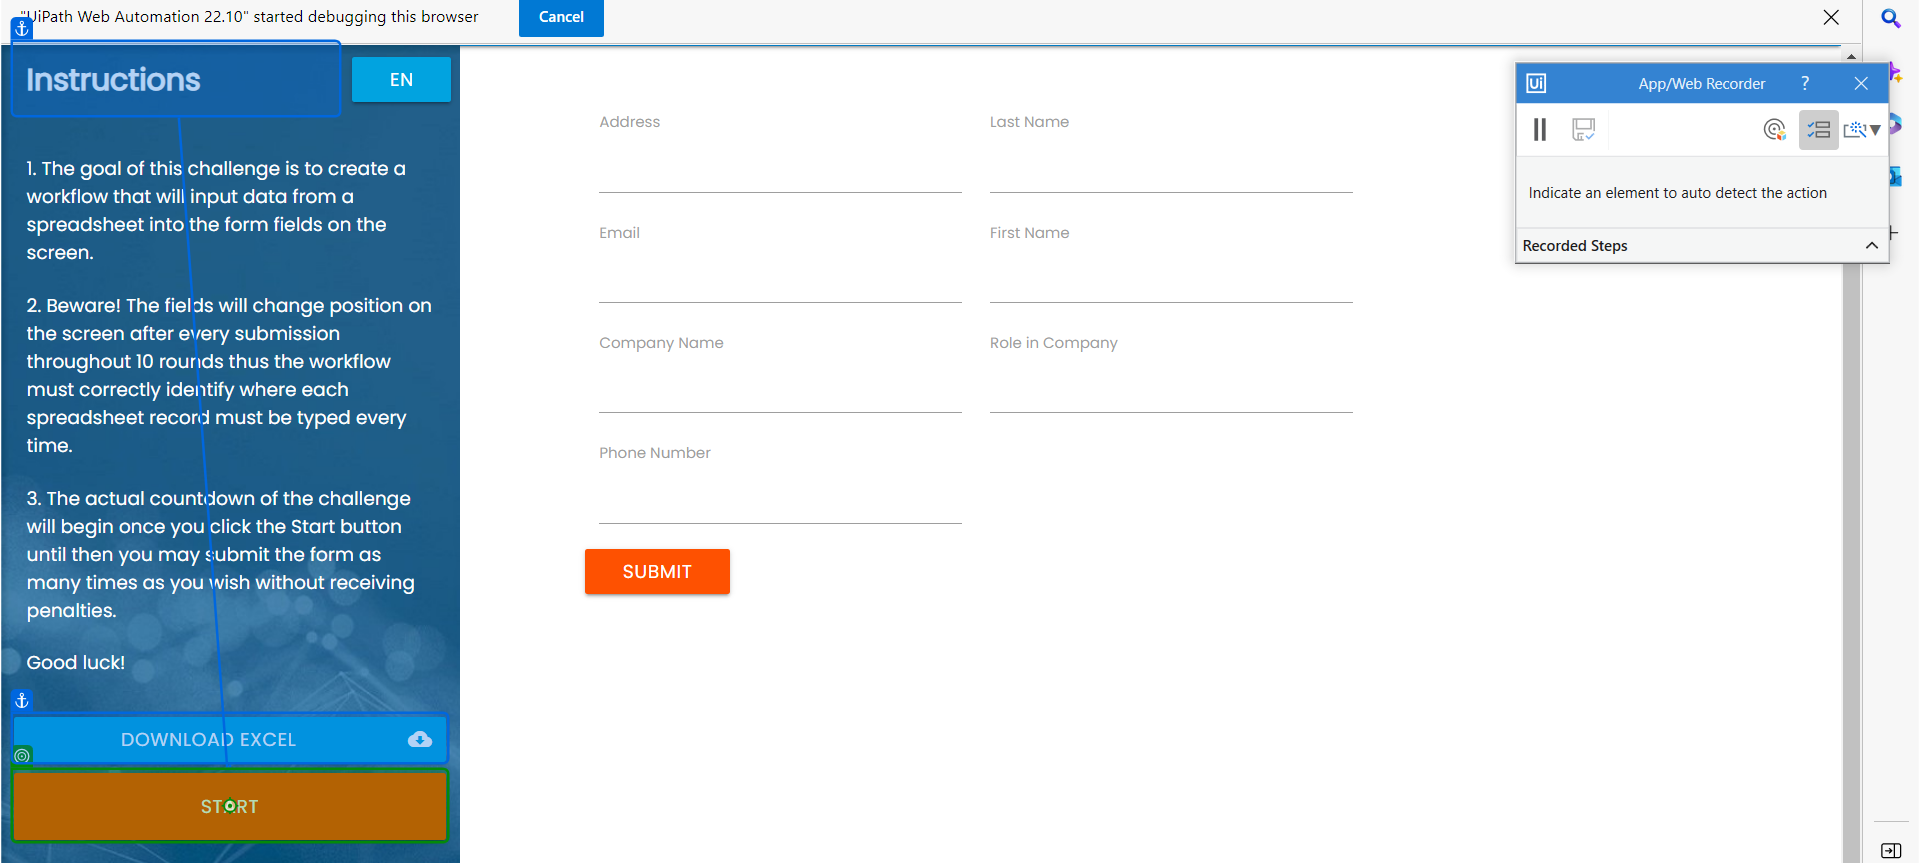 "UiPath Web Automation 22.10" started debugging this browser
Cancel
Instructions
EN
1. The goal of this challenge is to create a
workflow that will input data from a
spreadsheet into the form fields on the
screen.
2. Beware! The fields will change position on
the screen after every submission
throughout 10 rounds thus the workflow
must correctly identify where each
spreadsheet record must be typed every
time.
3. The actual countdown of the challenge
will begin once you click the Start button
until then you may submit the form as
many times as you wish without receiving
penalties.
Good luck!
DOWNLOAD EXCEL
START
Address
Last Name
Email
First Name
Company Name
Role in Company
Phone Number
SUBMIT
Ui
App/Web Recorder
?
Indicate an element to auto detect the action
Recorded Steps